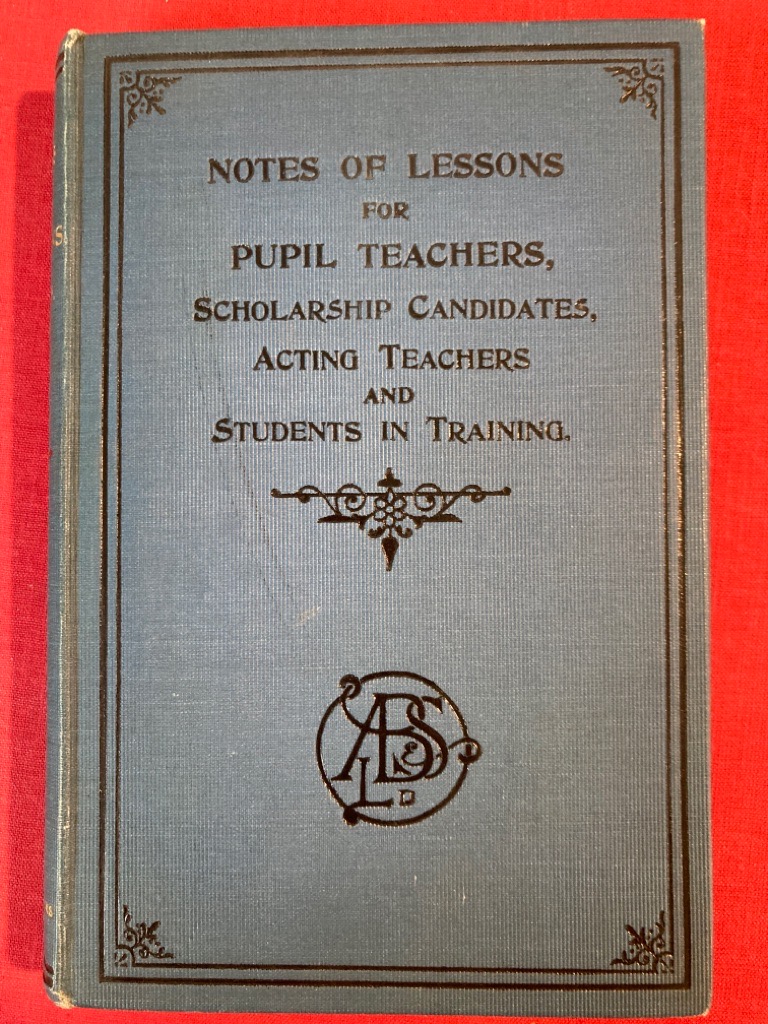 NOTES OF LESSONS
FOR
PUPIL TEACHERS,
SCHOLARSHIP CANDIDATES,
ACTING TEACHERS
AND
STUDENTS IN TRAINING.